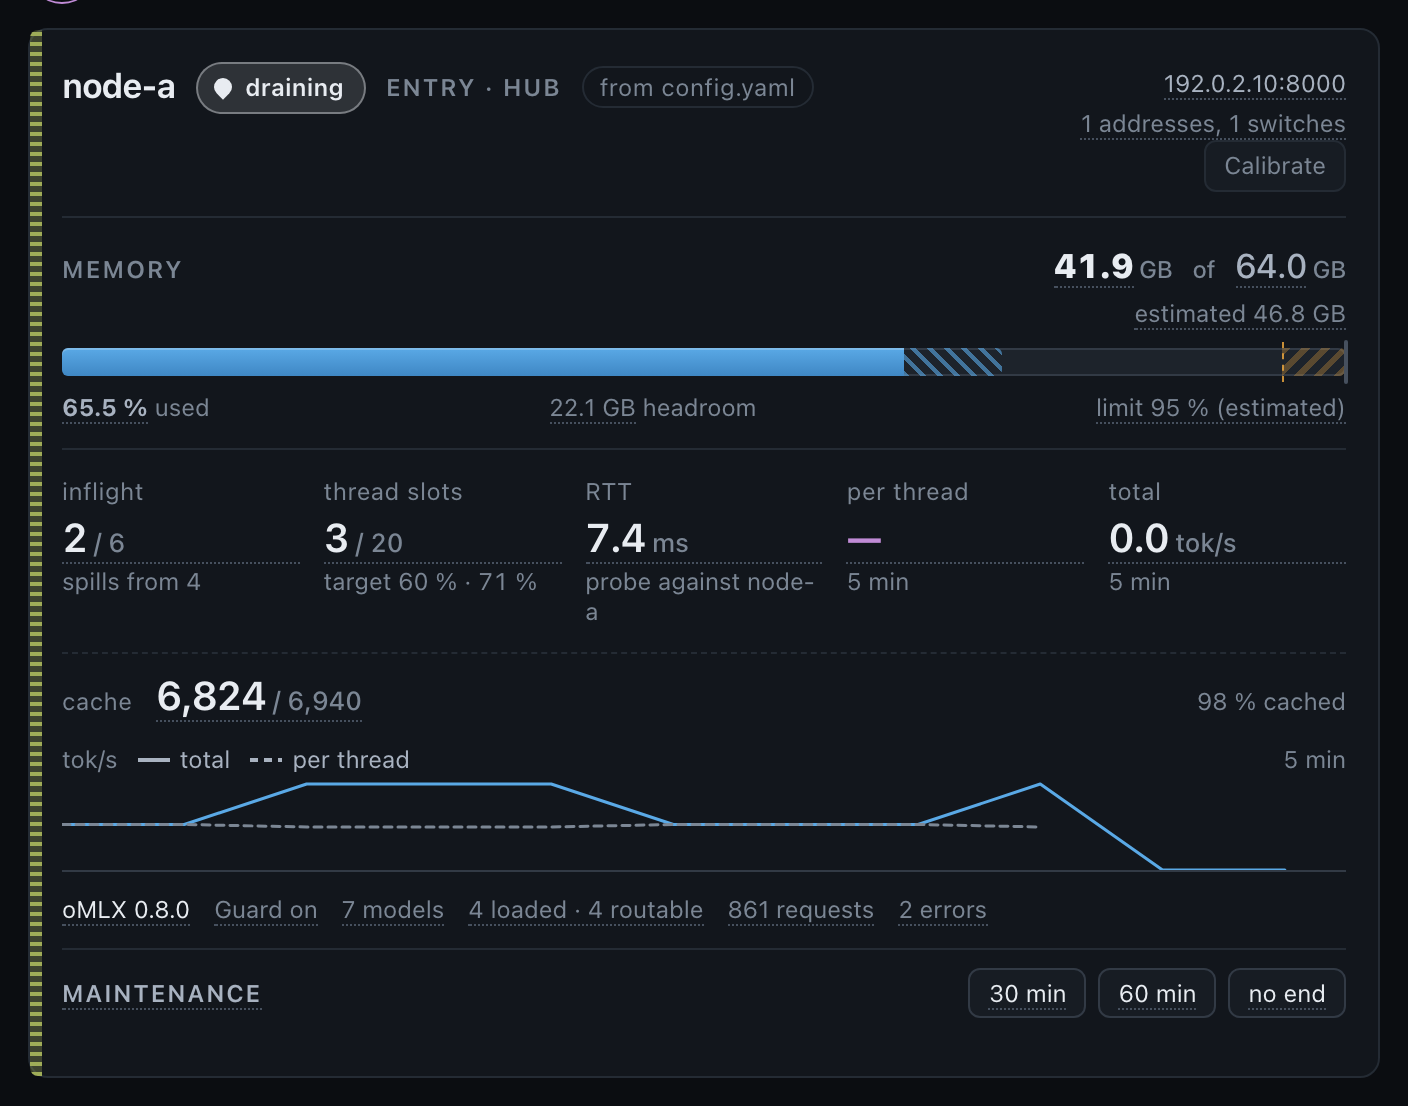 node-a draining ENTRY · HUB from config.yaml
192.0.2.10:8000
1 addresses, 1 switches
Calibrate
MEMORY 41.9 GB of 64.0 GB
estimated 46.8 GB
65.5 % used 22.1 GB headroom limit 95 % (estimated)
inflight thread slots RTT per thread total
2 / 6 3 / 20 7.4 ms — 0.0 tok/s
spills from 4 target 60 % · 71 % probe against node- 5 min 5 min
a
cache 6,824 / 6,940 98 % cached
tok/s total per thread 5 min
oMLX 0.8.0 Guard on 7 models 4 loaded · 4 routable 861 requests 2 errors
MAINTENANCE 30 min 60 min no end